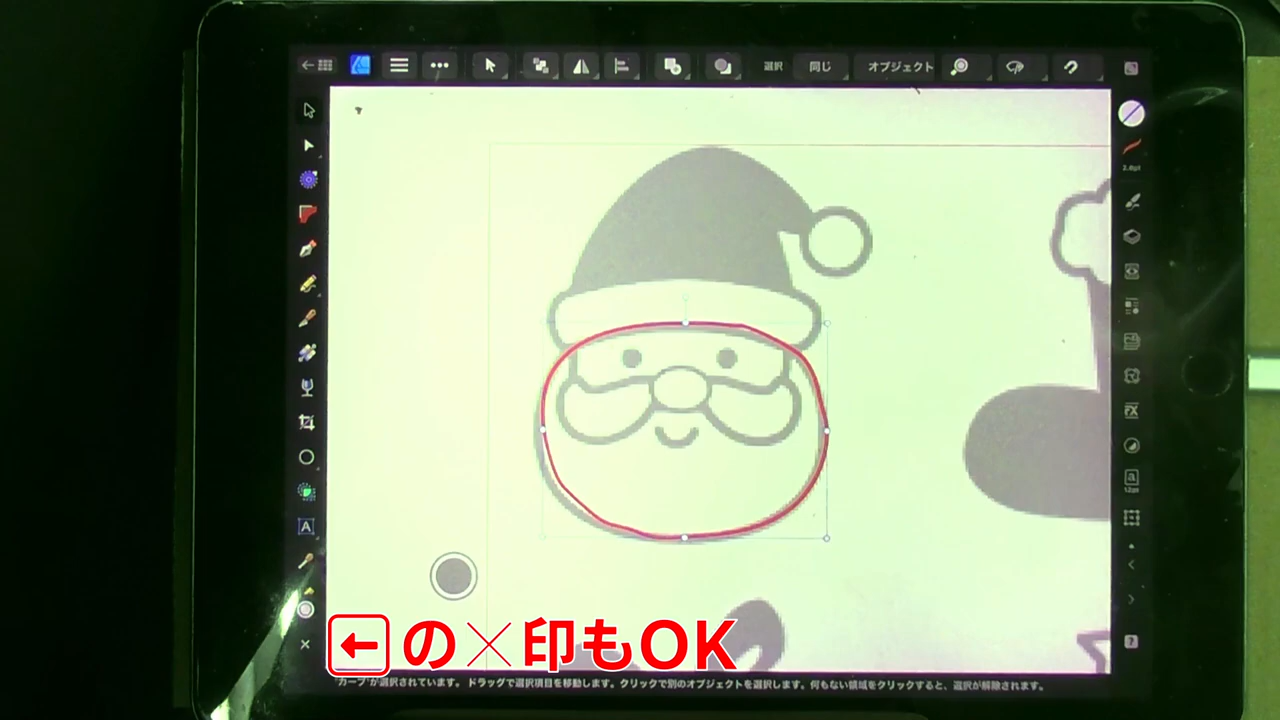 選択 同じ オブジェクト
2.8pt
FX
a
12pt
A
?
←の×印もOK
"カーブ"が選択されています。 ドラッグで選択項目を移動します。クリックで別のオブジェクトを選択します。何もない領域をクリックすると、選択が解除されます。